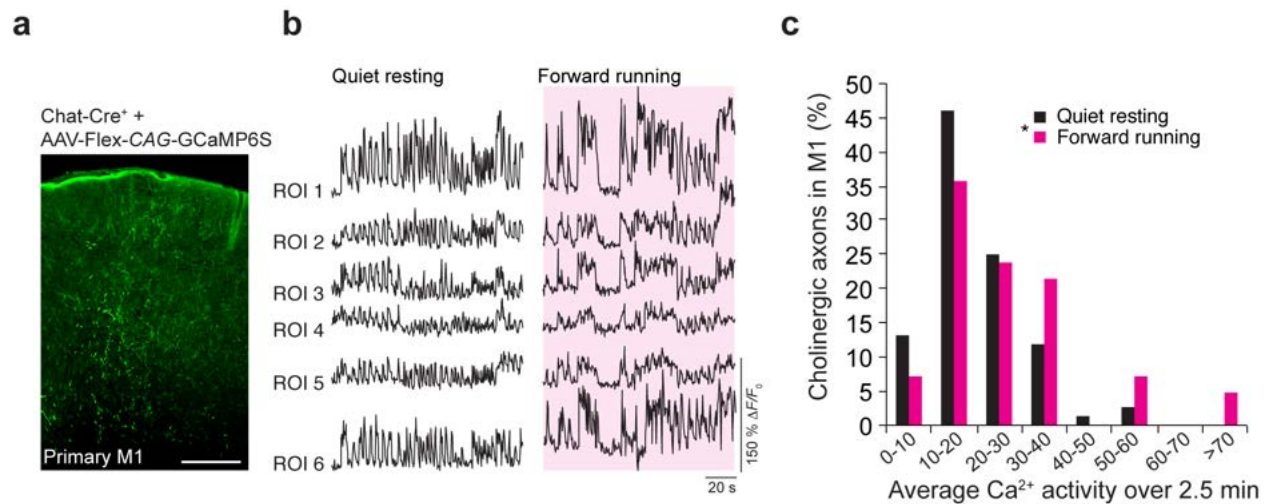 a
Chat-Cre⁺ +
AAV-Flex-CAG-GCaMP6S
Primary M1
b
Quiet resting
Forward running
ROI 1
ROI 2
ROI 3
ROI 4
ROI 5
ROI 6
150 % ΔF/F₀
20 s
c
Cholinergic axons in M1 (%)
50
45
40
35
30
25
20
15
10
5
0
Quiet resting
* Forward running
0-10
10-20
20-30
30-40
40-50
50-60
60-70
>70
Average Ca²⁺ activity over 2.5 min